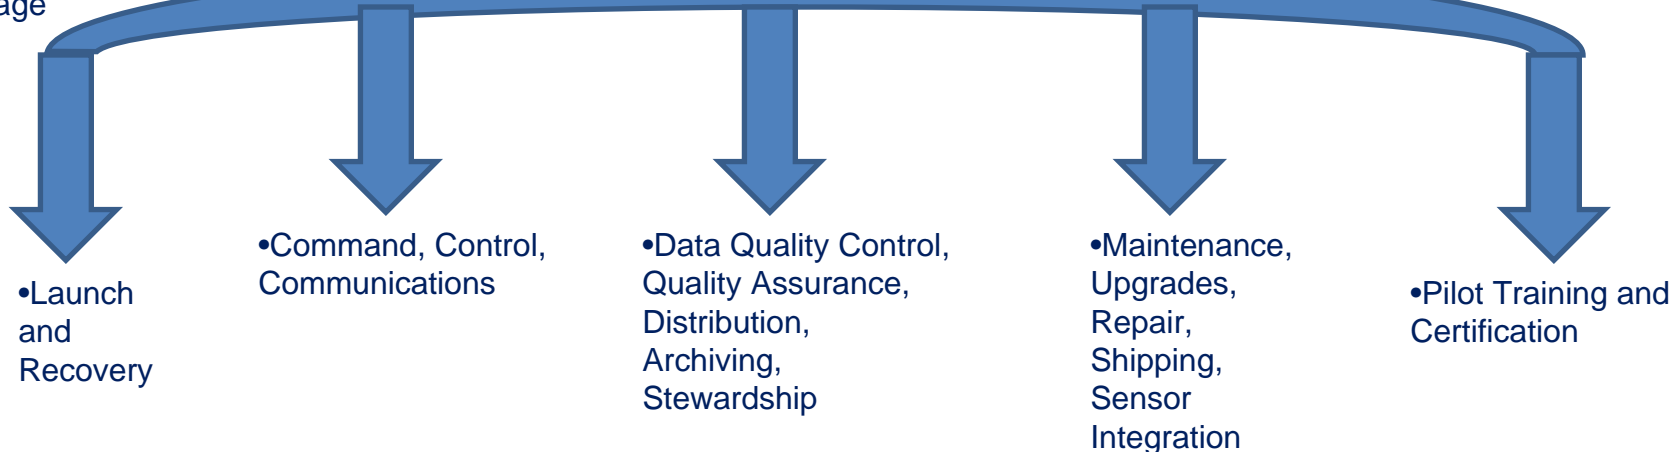 •Launch
and
Recovery
•Command, Control,
Communications
•Data Quality Control,
Quality Assurance,
Distribution,
Archiving,
Stewardship
•Maintenance,
Upgrades,
Repair,
Shipping,
Sensor
Integration
•Pilot Training and
Certification